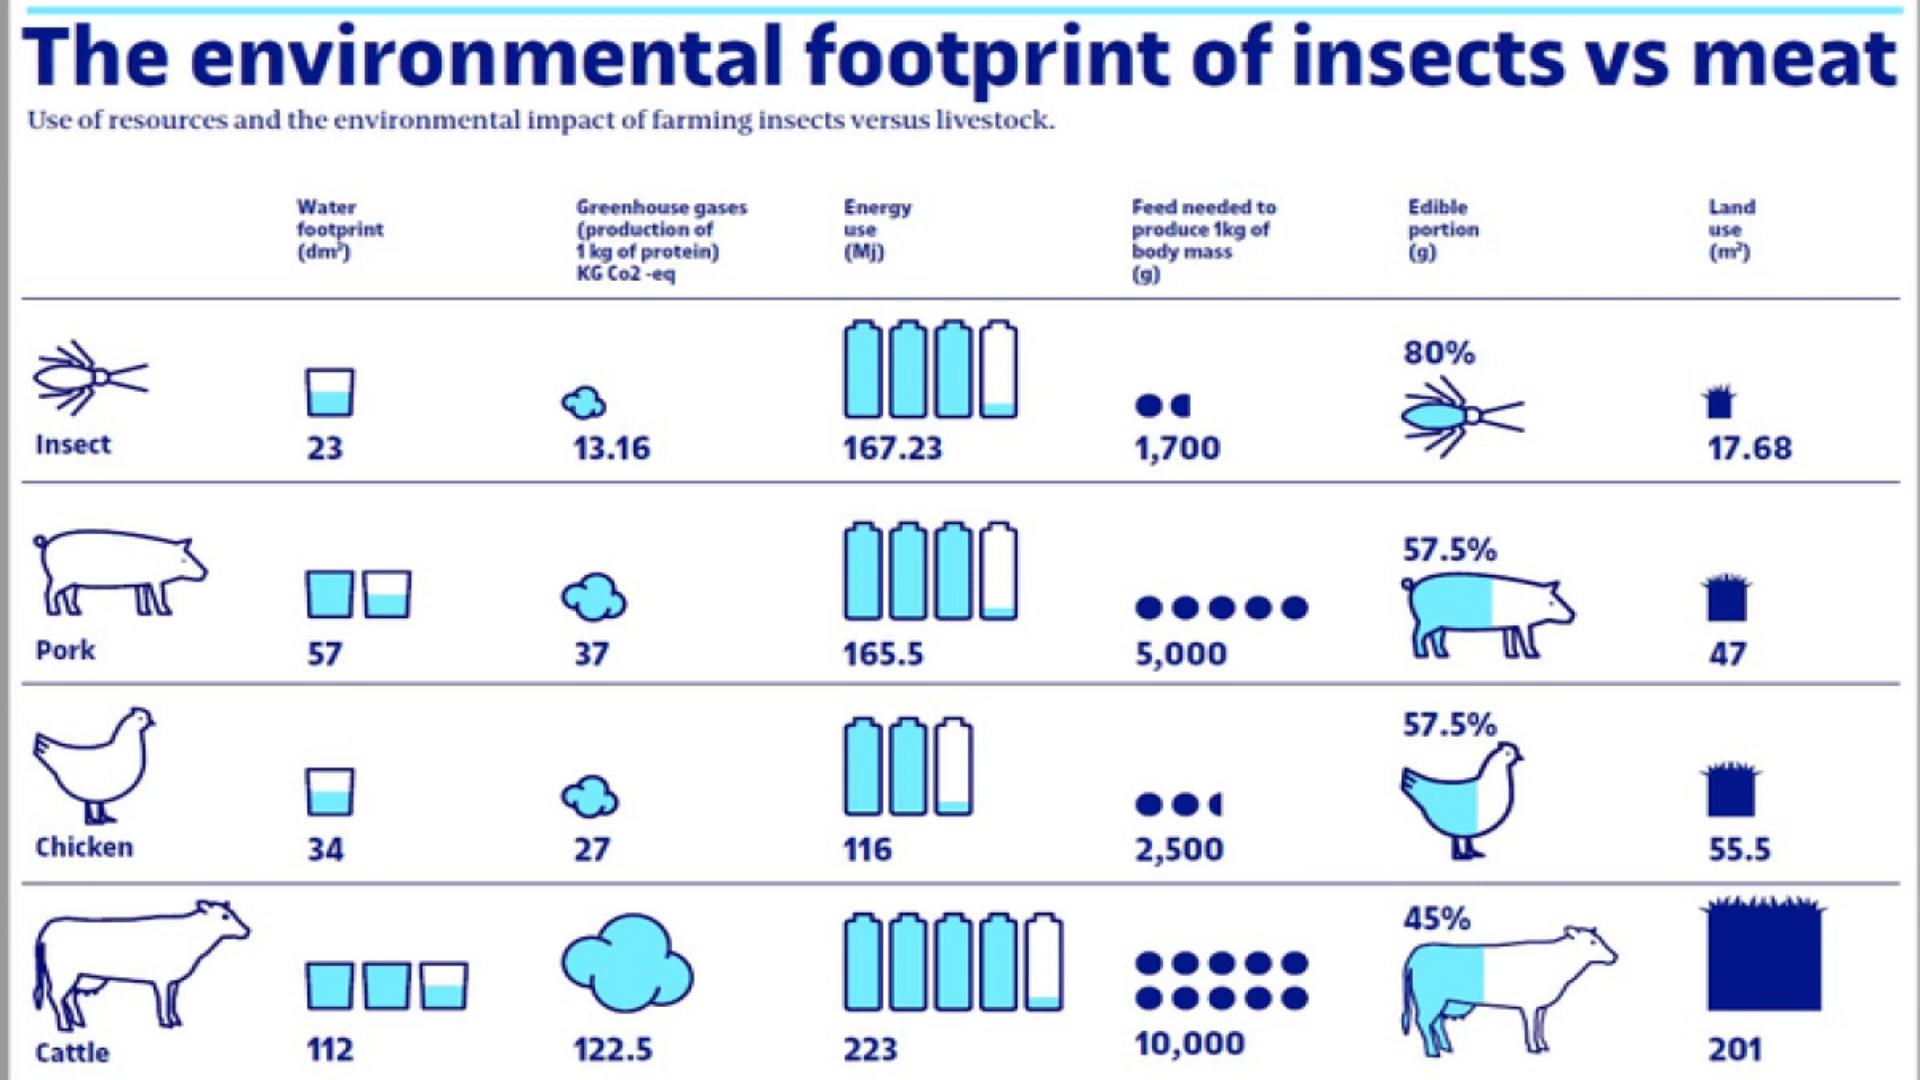 The environmental footprint of insects vs meat
Use of resources and the environmental impact of farming insects versus livestock.
Water
footprint
(dm³)
Greenhouse gases
(production of
1 kg of protein)
KG Co2 -eq
Energy
use
(Mj)
Feed needed to
produce 1kg of
body mass
(g)
Edible
portion
(g)
Land
use
(m²)
Insect
23
13.16
167.23
1,700
80%
17.68
Pork
57
37
165.5
5,000
57.5%
47
Chicken
34
27
116
2,500
57.5%
55.5
Cattle
112
122.5
223
10,000
45%
201